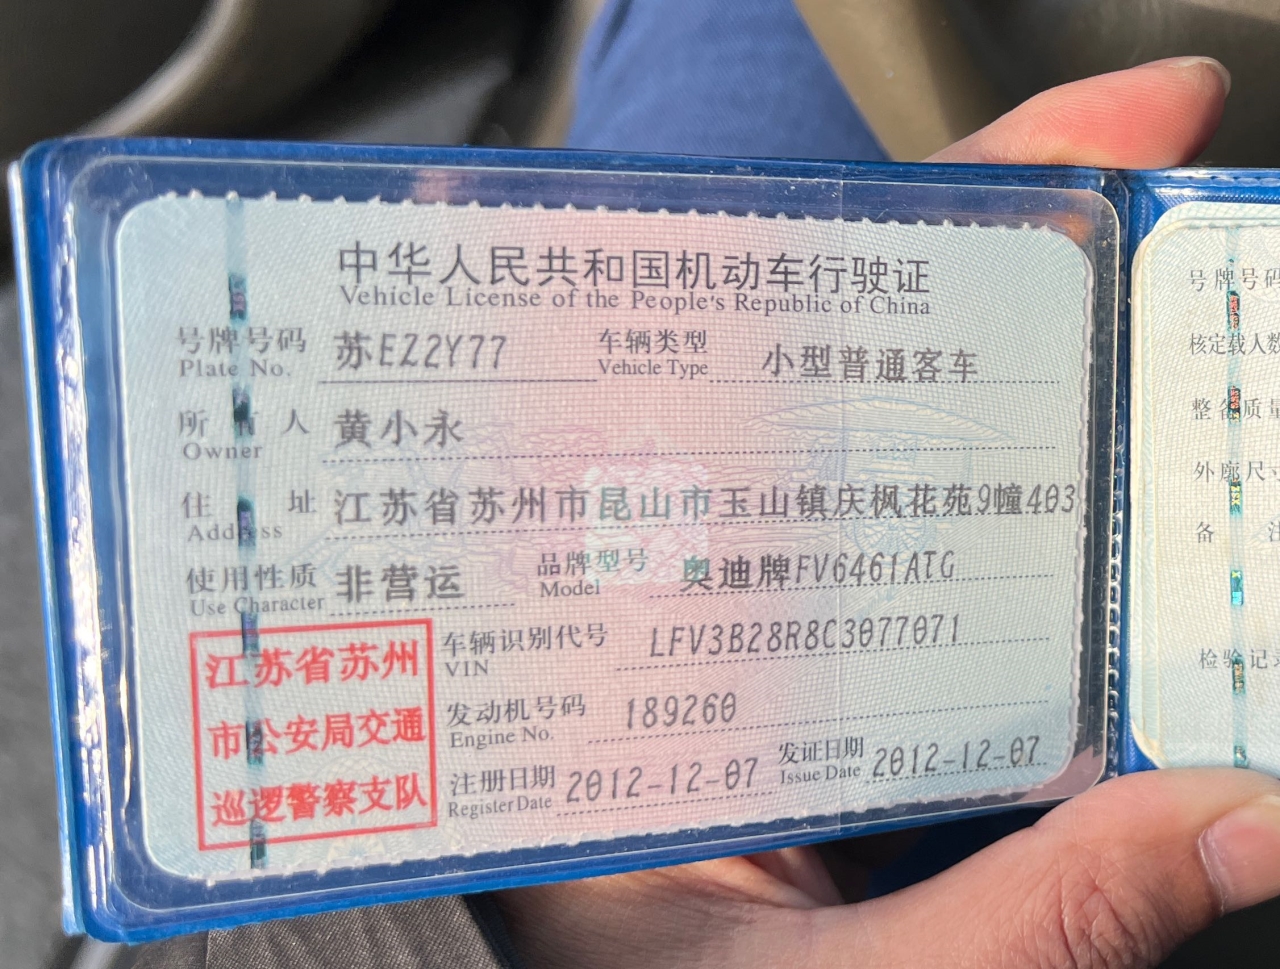 中华人民共和国机动车行驶证
Vehicle License of the People's Republic of China
号牌号码 苏EZ2Y77 车辆类型 小型普通客车
Plate No. Vehicle Type
所有人 黄小永
Owner
住址 江苏省苏州市昆山市玉山镇庆枫花苑9幢403
Address
使用性质 非营运 品牌型号 奥迪牌FV6461ATG
Use Character Model
车辆识别代号 LFV3B28R8C3077071
VIN
发动机号码 189260
Engine No.
注册日期 2012-12-07 发证日期 2012-12-07
Register Date Issue Date
江苏省苏州
市公安局交通
巡逻警察支队
号牌号码
核定载人数
整备质量
外廓尺寸
备注
检验记录